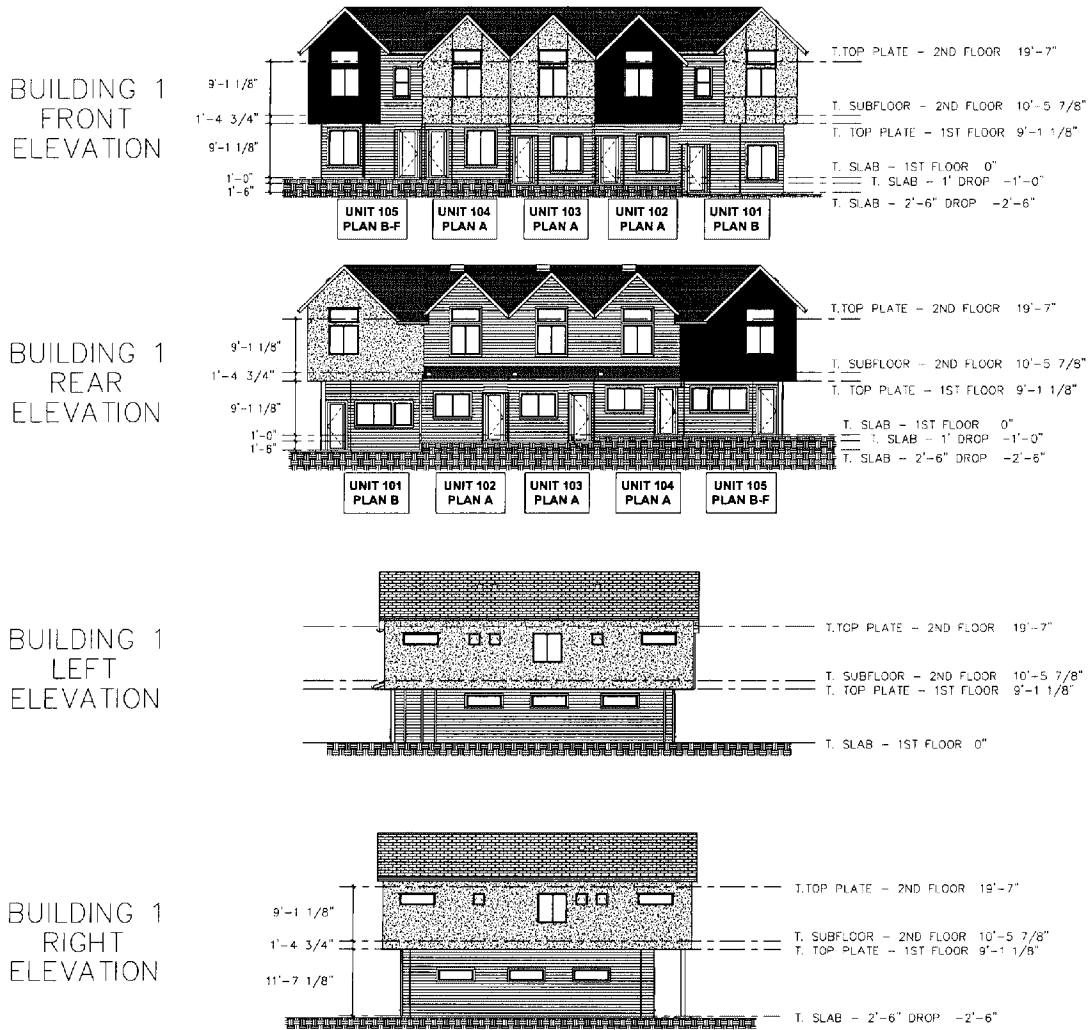 BUILDING 1
FRONT
ELEVATION
9'-1 1/8"
1'-4 3/4"
9'-1 1/8"
1'-0"
1'-6"
T.TOP PLATE - 2ND FLOOR 19'-7"
T. SUBFLOOR - 2ND FLOOR 10'-5 7/8"
T. TOP PLATE - 1ST FLOOR 9'-1 1/8"
T. SLAB - 1ST FLOOR 0"
T. SLAB - 1' DROP -1'-0"
T. SLAB - 2'-6" DROP -2'-6"
UNIT 105
PLAN B-F
UNIT 104
PLAN A
UNIT 103
PLAN A
UNIT 102
PLAN A
UNIT 101
PLAN B
BUILDING 1
REAR
ELEVATION
9'-1 1/8"
1'-4 3/4"
9'-1 1/8"
1'-0"
1'-6"
T.TOP PLATE - 2ND FLOOR 19'-7"
T. SUBFLOOR - 2ND FLOOR 10'-5 7/8"
T. TOP PLATE - 1ST FLOOR 9'-1 1/8"
T. SLAB - 1ST FLOOR 0"
T. SLAB - 1' DROP -1'-0"
T. SLAB - 2'-6" DROP -2'-6"
UNIT 101
PLAN B
UNIT 102
PLAN A
UNIT 103
PLAN A
UNIT 104
PLAN A
UNIT 105
PLAN B-F
BUILDING 1
LEFT
ELEVATION
T.TOP PLATE - 2ND FLOOR 19'-7"
T. SUBFLOOR - 2ND FLOOR 10'-5 7/8"
T. TOP PLATE - 1ST FLOOR 9'-1 1/8"
T. SLAB - 1ST FLOOR 0"
BUILDING 1
RIGHT
ELEVATION
9'-1 1/8"
1'-4 3/4"
11'-7 1/8"
T.TOP PLATE - 2ND FLOOR 19'-7"
T. SUBFLOOR - 2ND FLOOR 10'-5 7/8"
T. TOP PLATE - 1ST FLOOR 9'-1 1/8"
T. SLAB - 2'-6" DROP -2'-6"